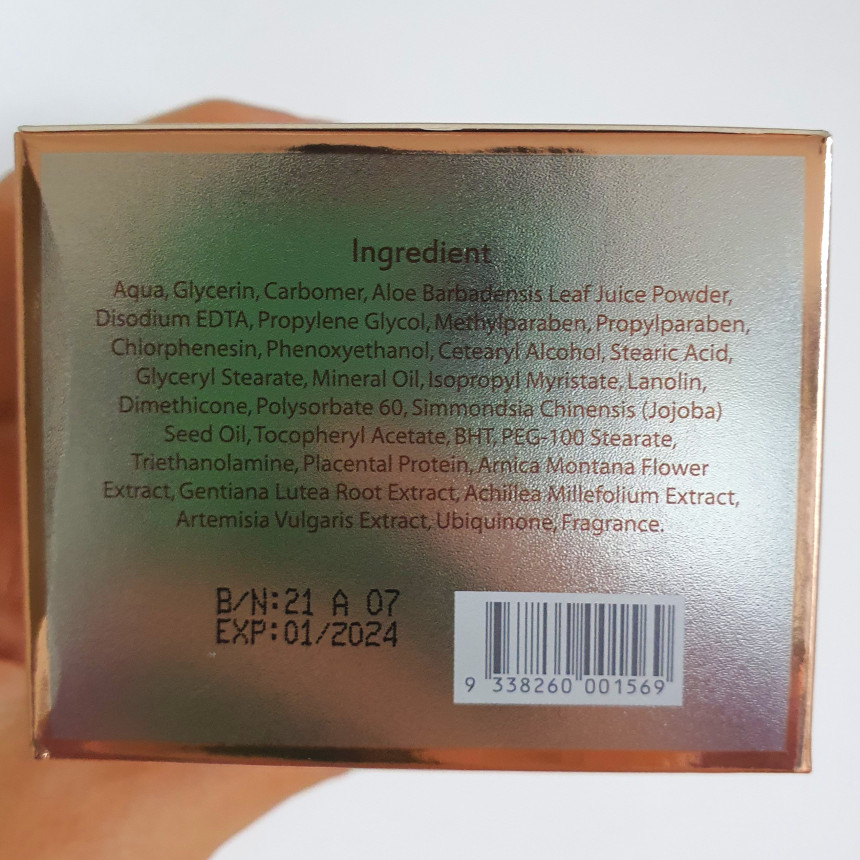 Ingredient
Aqua, Glycerin, Carbomer, Aloe Barbadensis Leaf Juice Powder,
Disodium EDTA, Propylene Glycol, Methylparaben, Propylparaben,
Chlorphenesin, Phenoxyethanol, Cetearyl Alcohol, Stearic Acid,
Glyceryl Stearate, Mineral Oil, Isopropyl Myristate, Lanolin,
Dimethicone, Polysorbate 60, Simmondsia Chinensis (Jojoba)
Seed Oil, Tocopheryl Acetate, BHT, PEG-100 Stearate,
Triethanolamine, Placental Protein, Arnica Montana Flower
Extract, Gentiana Lutea Root Extract, Achillea Millefolium Extract,
Artemisia Vulgaris Extract, Ubiquinone, Fragrance.
B/N:21 A 07
EXP:01/2024
9 338260 001569